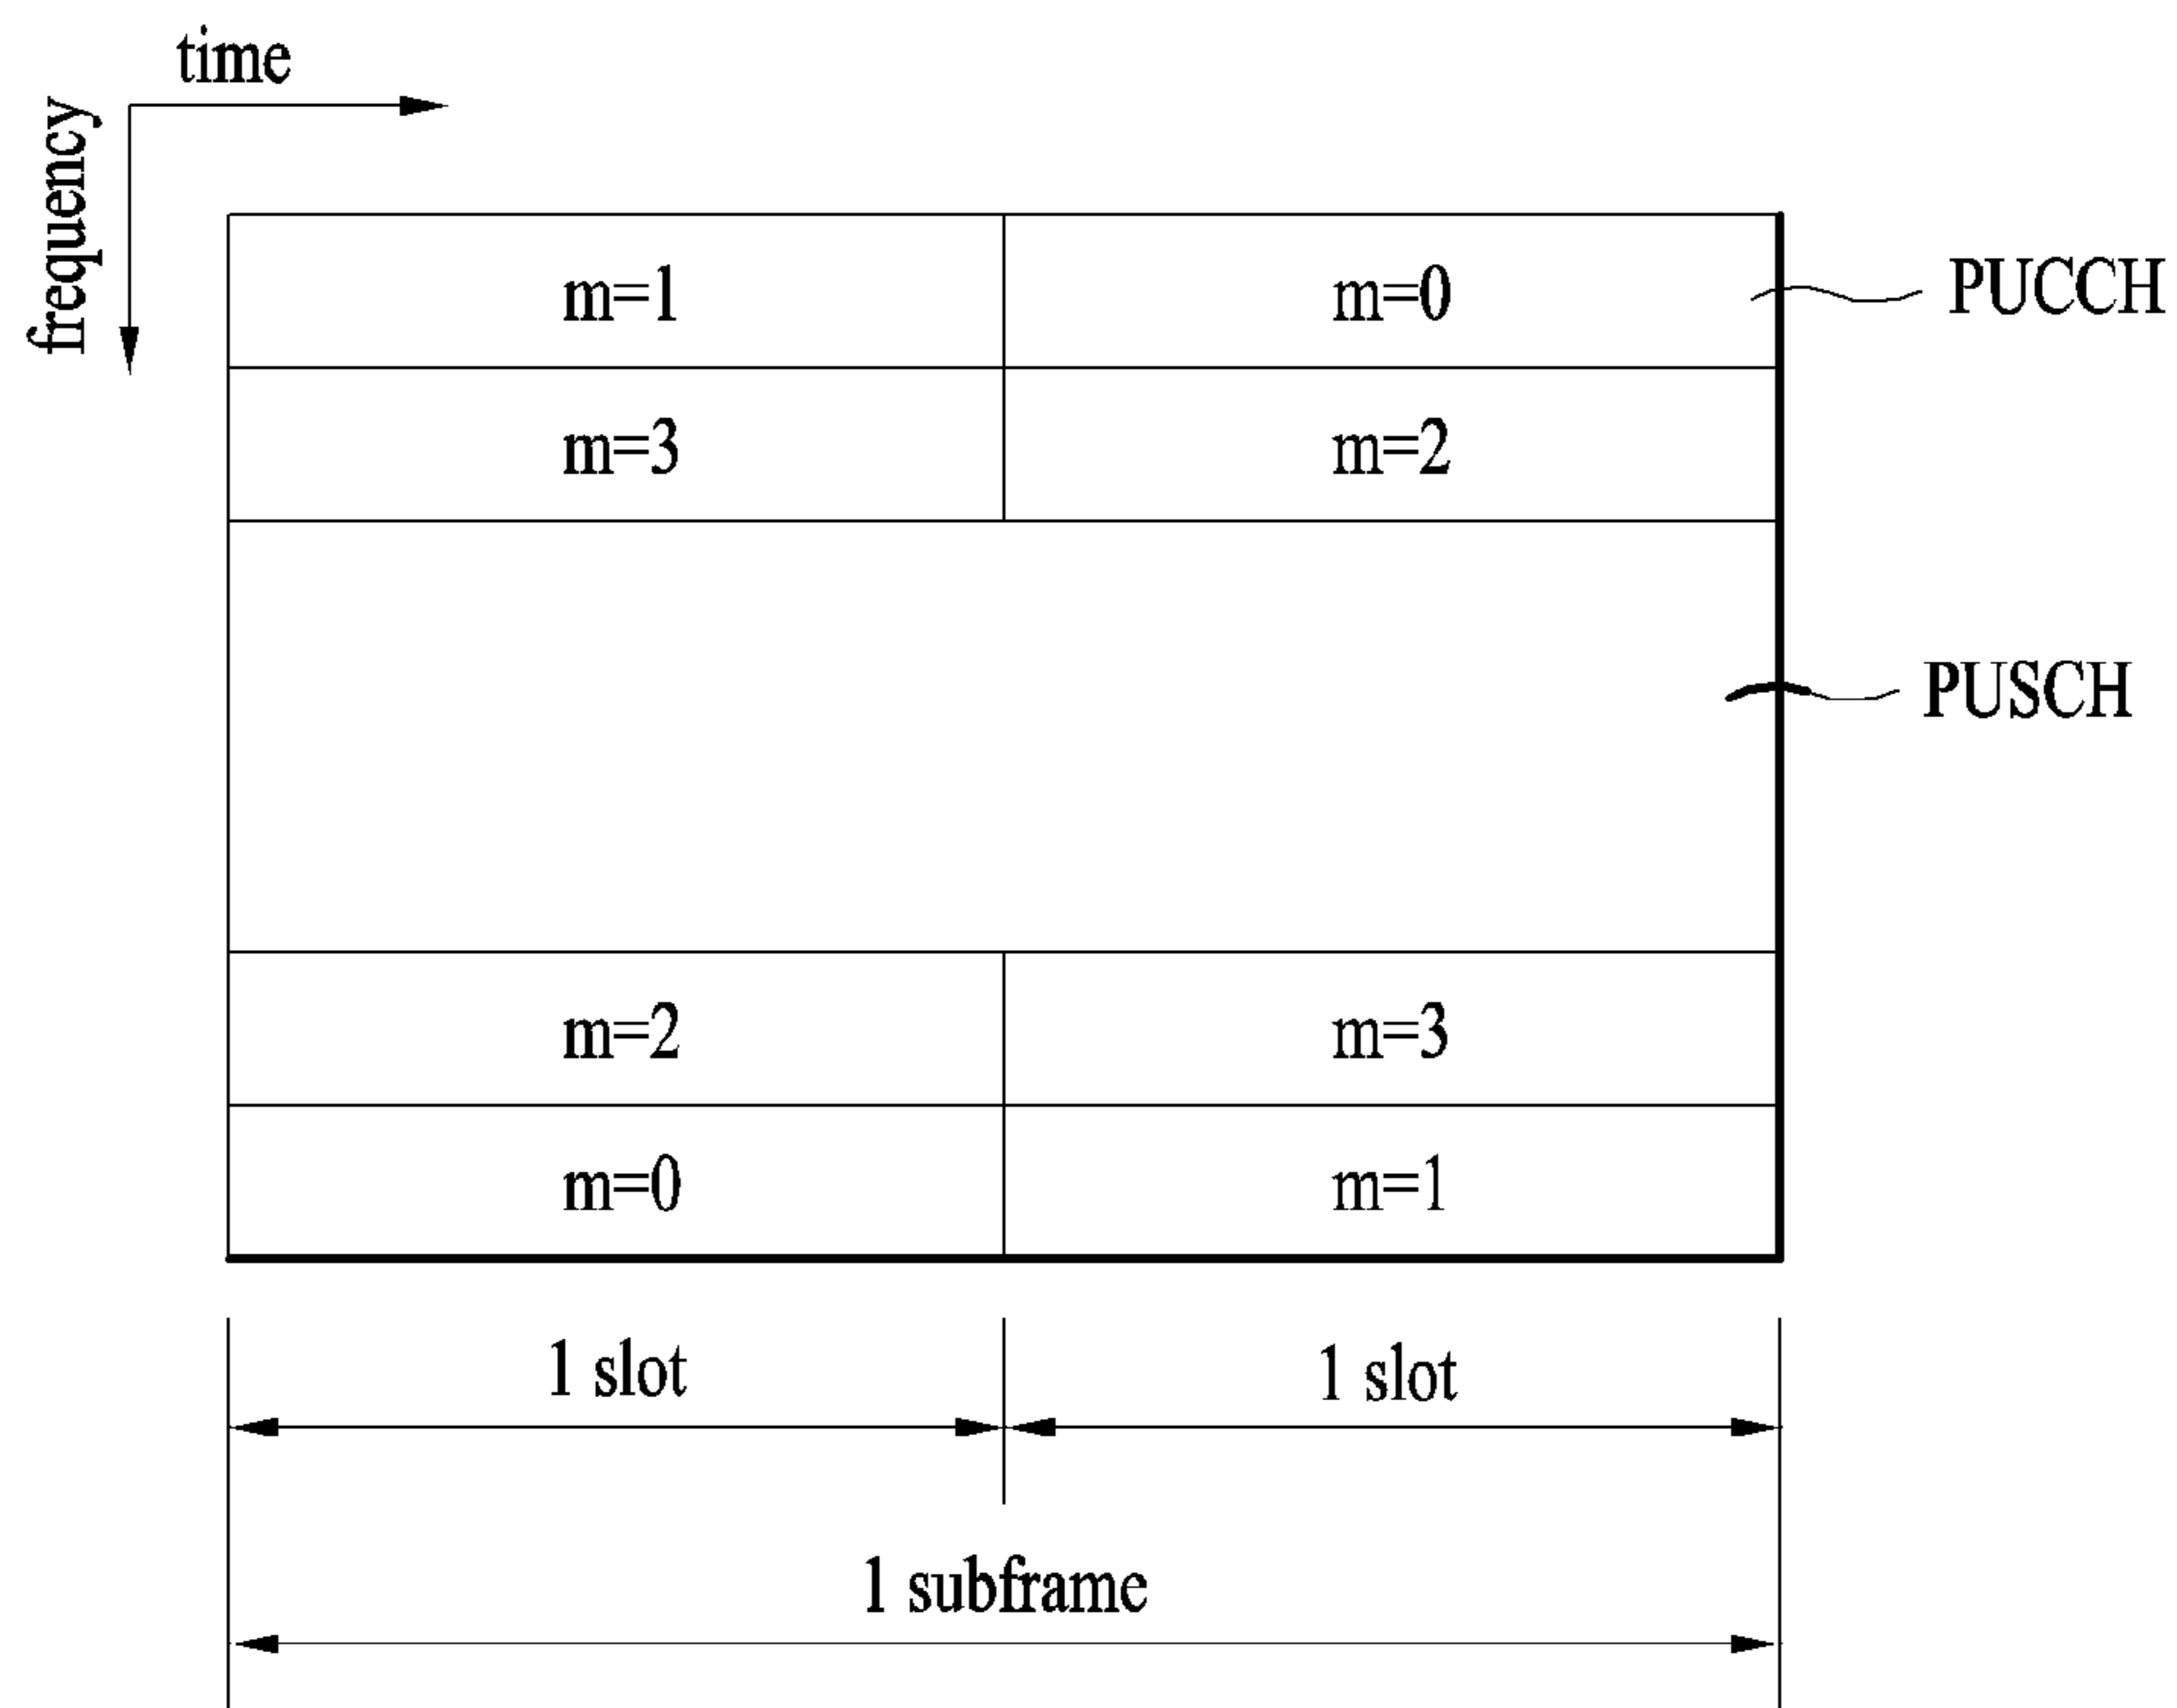 time
frequency
m=1 m=0 PUCCH
m=3 m=2
PUSCH
m=2 m=3
m=0 m=1
1 slot 1 slot
1 subframe